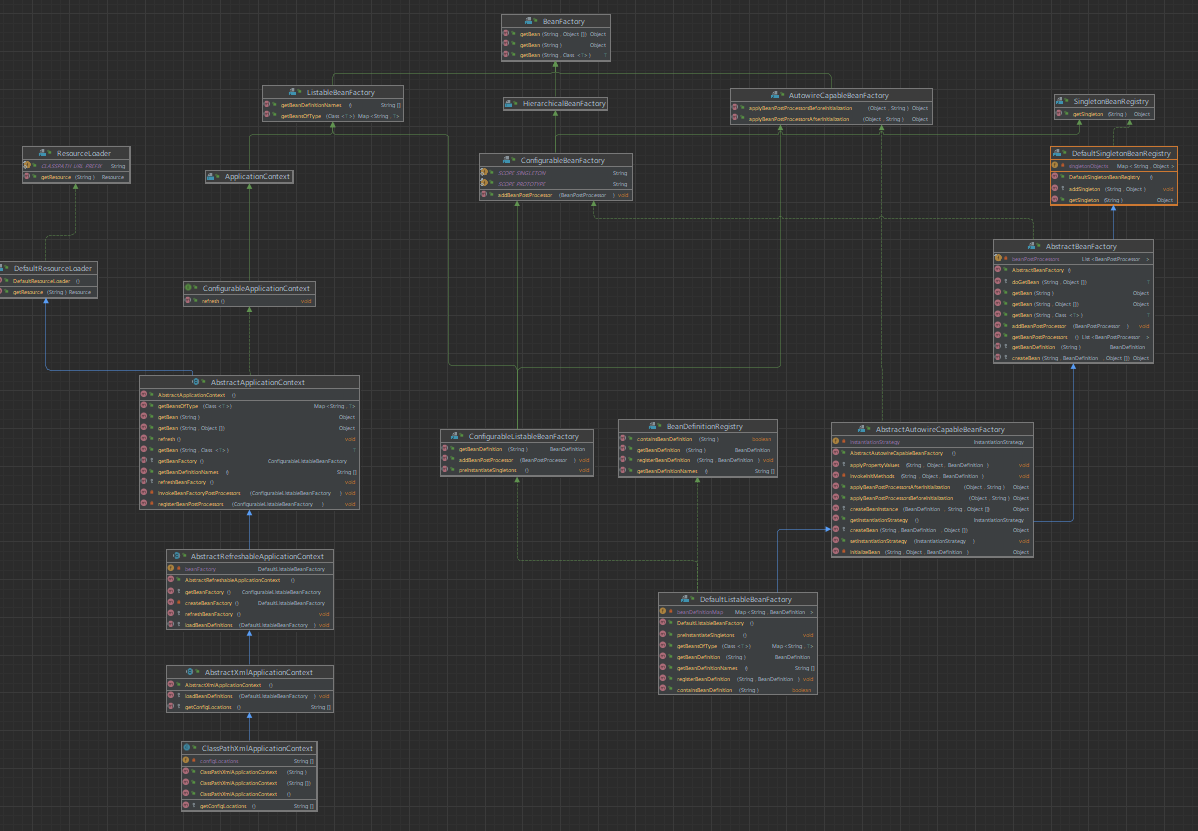 BeanFactory
getBean (String , Object []) Object
getBean (String ) Object
getBean (String , Class <T> ) T
ListableBeanFactory
getBeanDefinitionNames () String []
getBeansOfType (Class <T> ) Map <String , T>
HierarchicalBeanFactory
AutowireCapableBeanFactory
applyBeanPostProcessorsBeforeInitialization (Object , String ) Object
applyBeanPostProcessorsAfterInitialization (Object , String ) Object
SingletonBeanRegistry
getSingleton (String ) Object
ResourceLoader
CLASSPATH_URL_PREFIX String
getResource (String ) Resource
ApplicationContext
ConfigurableBeanFactory
SCOPE_SINGLETON String
SCOPE_PROTOTYPE String
addBeanPostProcessor (BeanPostProcessor ) void
DefaultSingletonBeanRegistry
singletonObjects Map <String , Object >
DefaultSingletonBeanRegistry ()
addSingleton (String , Object ) void
getSingleton (String ) Object
DefaultResourceLoader
DefaultResourceLoader ()
getResource (String ) Resource
ConfigurableApplicationContext
refresh () void
AbstractBeanFactory
beanPostProcessors List <BeanPostProcessor >
AbstractBeanFactory ()
doGetBean (String , Object []) T
getBean (String ) Object
getBean (String , Object []) Object
getBean (String , Class <T> ) T
addBeanPostProcessor (BeanPostProcessor ) void
getBeanPostProcessors () List <BeanPostProcessor >
getBeanDefinition (String ) BeanDefinition
createBean (String , BeanDefinition , Object []) Object
AbstractApplicationContext
AbstractApplicationContext ()
getBeansOfType (Class <T> ) Map <String , T>
getBean (String ) Object
getBean (String , Object []) Object
refresh () void
getBean (String , Class <T> ) T
getBeanFactory () ConfigurableListableBeanFactory
getBeanDefinitionNames () String []
refreshBeanFactory () void
invokeBeanFactoryPostProcessors (ConfigurableListableBeanFactory ) void
registerBeanPostProcessors (ConfigurableListableBeanFactory ) void
ConfigurableListableBeanFactory
getBeanDefinition (String ) BeanDefinition
addBeanPostProcessor (BeanPostProcessor ) void
preInstantiateSingletons () void
BeanDefinitionRegistry
containsBeanDefinition (String ) boolean
getBeanDefinition (String ) BeanDefinition
registerBeanDefinition (String , BeanDefinition ) void
getBeanDefinitionNames () String []
AbstractAutowireCapableBeanFactory
instantiationStrategy InstantiationStrategy
AbstractAutowireCapableBeanFactory ()
applyPropertyValues (String , Object , BeanDefinition ) void
invokeInitMethods (String , Object , BeanDefinition ) void
applyBeanPostProcessorsAfterInitialization (Object , String ) Object
applyBeanPostProcessorsBeforeInitialization (Object , String ) Object
createBeanInstance (BeanDefinition , String , Object []) Object
getInstantiationStrategy () InstantiationStrategy
createBean (String , BeanDefinition , Object []) Object
setInstantiationStrategy (InstantiationStrategy ) void
initializeBean (String , Object , BeanDefinition ) Object
AbstractRefreshableApplicationContext
beanFactory DefaultListableBeanFactory
AbstractRefreshableApplicationContext ()
getBeanFactory () ConfigurableListableBeanFactory
createBeanFactory () DefaultListableBeanFactory
refreshBeanFactory () void
loadBeanDefinitions (DefaultListableBeanFactory ) void
DefaultListableBeanFactory
beanDefinitionMap Map <String , BeanDefinition >
DefaultListableBeanFactory ()
preInstantiateSingletons () void
getBeansOfType (Class <T> ) Map <String , T>
getBeanDefinition (String ) BeanDefinition
getBeanDefinitionNames () String []
registerBeanDefinition (String , BeanDefinition ) void
containsBeanDefinition (String ) boolean
AbstractXmlApplicationContext
AbstractXmlApplicationContext ()
loadBeanDefinitions (DefaultListableBeanFactory ) void
getConfigLocations () String []
ClassPathXmlApplicationContext
configLocations String []
ClassPathXmlApplicationContext (String )
ClassPathXmlApplicationContext (String [])
ClassPathXmlApplicationContext ()
getConfigLocations () String []